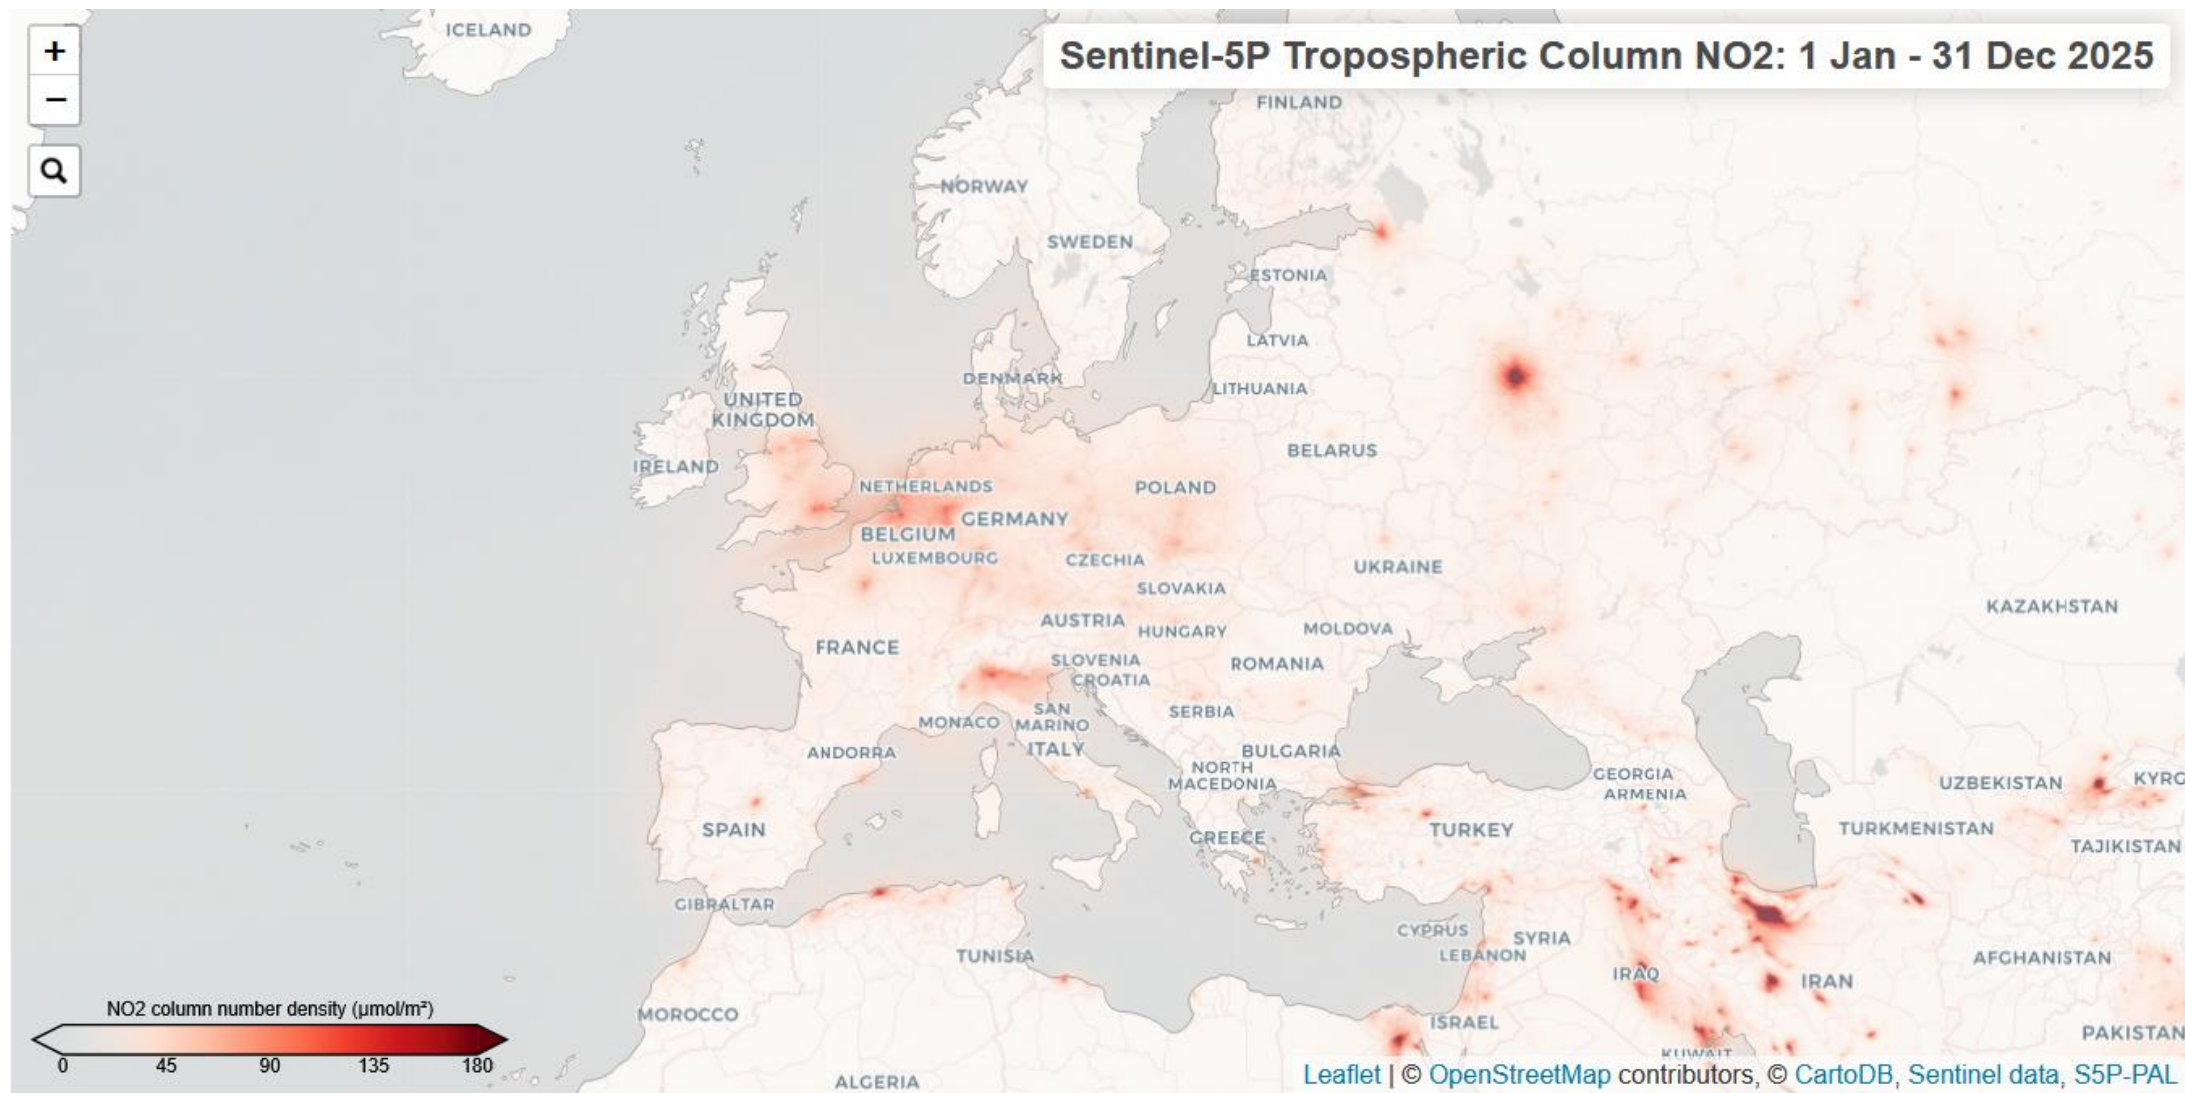 +
−
ICELAND
Sentinel-5P Tropospheric Column NO2: 1 Jan - 31 Dec 2025
FINLAND
NORWAY
SWEDEN
ESTONIA
LATVIA
DENMARK
LITHUANIA
UNITED
KINGDOM
BELARUS
IRELAND
NETHERLANDS
POLAND
GERMANY
BELGIUM
LUXEMBOURG
CZECHIA
UKRAINE
SLOVAKIA
KAZAKHSTAN
AUSTRIA
HUNGARY
MOLDOVA
FRANCE
SLOVENIA
ROMANIA
CROATIA
SAN
MARINO
SERBIA
MONACO
ITALY
ANDORRA
BULGARIA
NORTH
MACEDONIA
GEORGIA
ARMENIA
UZBEKISTAN
KYRG
SPAIN
GREECE
TURKEY
TURKMENISTAN
TAJIKISTAN
GIBRALTAR
CYPRUS
SYRIA
LEBANON
TUNISIA
AFGHANISTAN
IRAQ
IRAN
MOROCCO
ISRAEL
PAKISTAN
KUWAIT
ALGERIA
NO2 column number density (μmol/m²)
0 45 90 135 180
Leaflet | © OpenStreetMap contributors, © CartoDB, Sentinel data, S5P-PAL